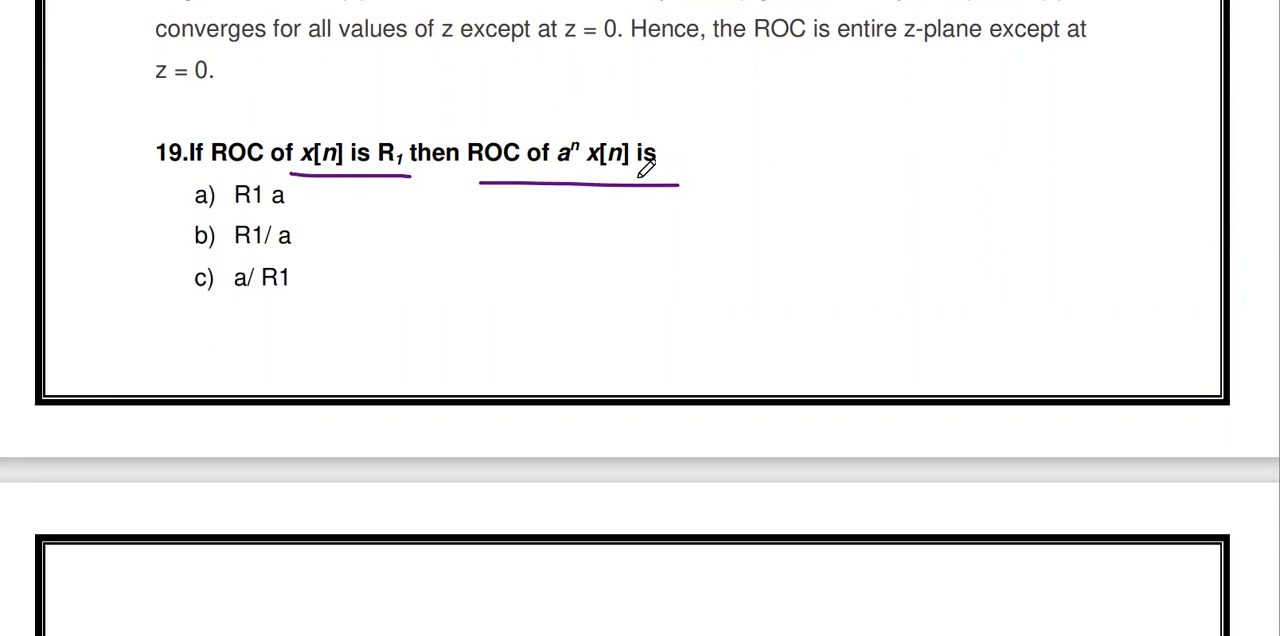 converges for all values of z except at z = 0. Hence, the ROC is entire z-plane except at
z = 0.
19.If ROC of x[n] is R₁ then ROC of aⁿ x[n] is
a) R1 a
b) R1/ a
c) a/ R1